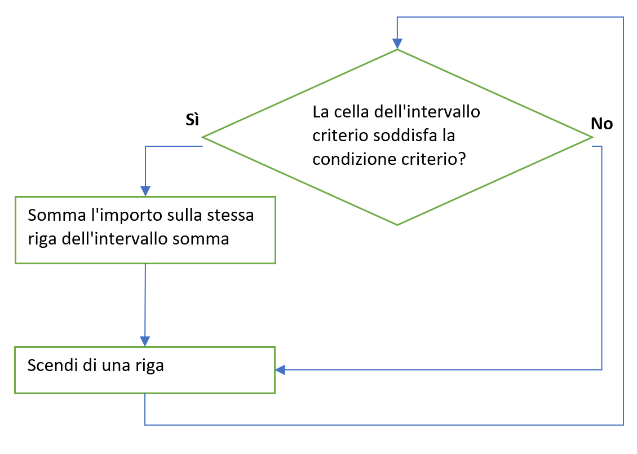 La cella dell'intervallo
criterio soddisfa la
condizione criterio?
Sì
No
Somma l'importo sulla stessa
riga dell'intervallo somma
Scendi di una riga